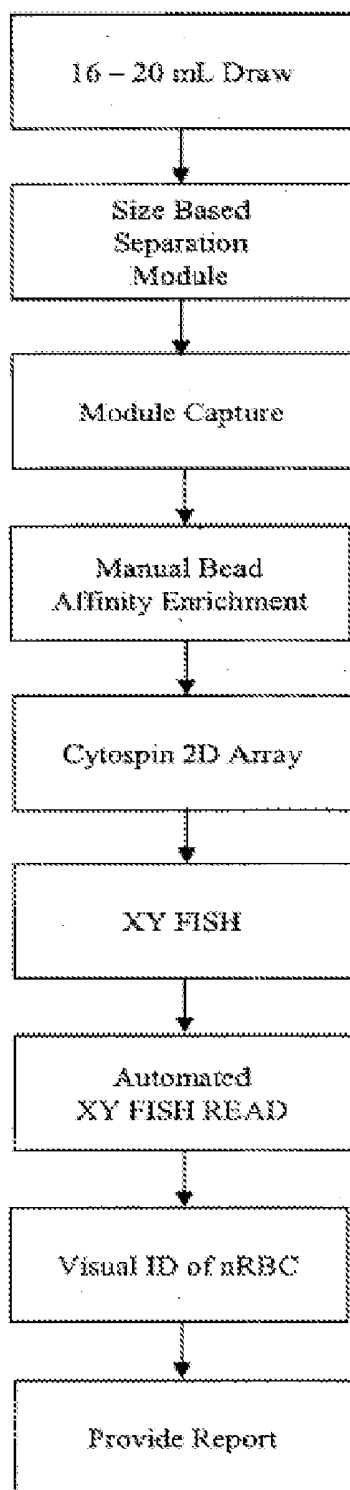 16 – 20 mL Draw
Size Based
Separation
Module
Module Capture
Manual Bead
Affinity Enrichment
Cytospin 2D Array
XY FISH
Automated
XY FISH READ
Visual ID of nRBC
Provide Report